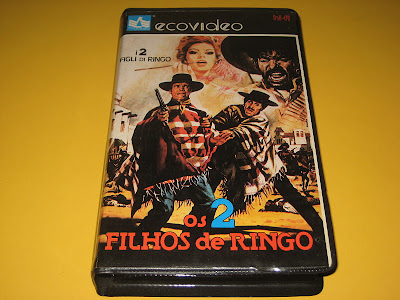 ecovideo
i 2
FIGLI DI RINGO
OS 2
FILHOS de RINGO